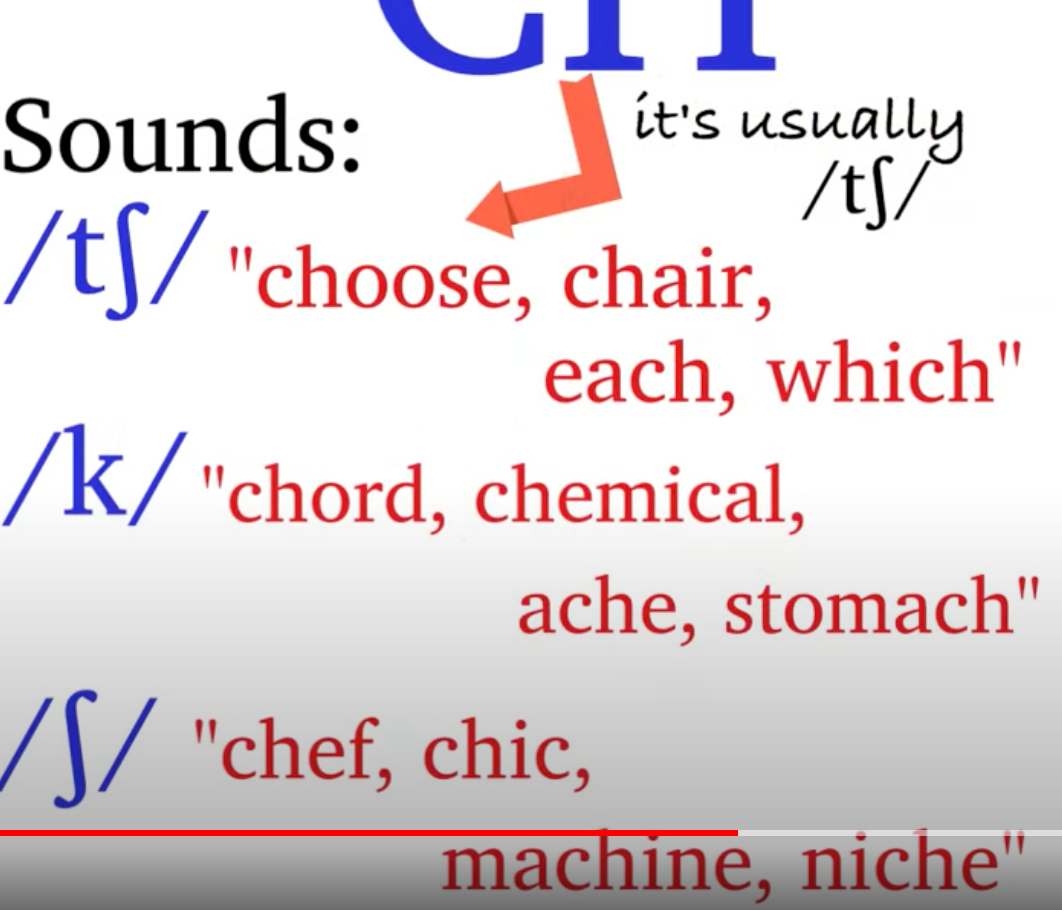 CH
it's usually
Sounds:
/tʃ/
/tʃ/ "choose, chair,
each, which"
/k/ "chord, chemical,
ache, stomach"
/ʃ/ "chef, chic,
machine, niche"